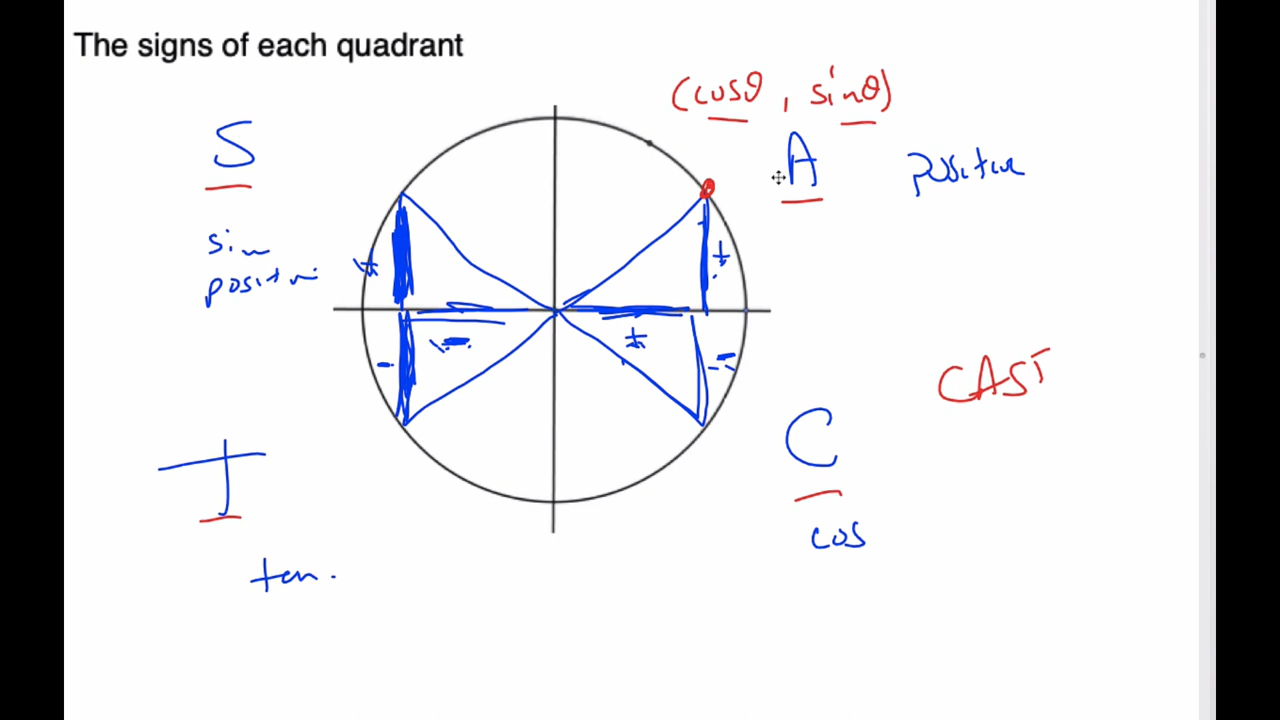 The signs of each quadrant
(cosθ, sinθ)
S
A
positive
sin
positive
+
+
-
+
-
-
CAST
C
T
cos
tan.